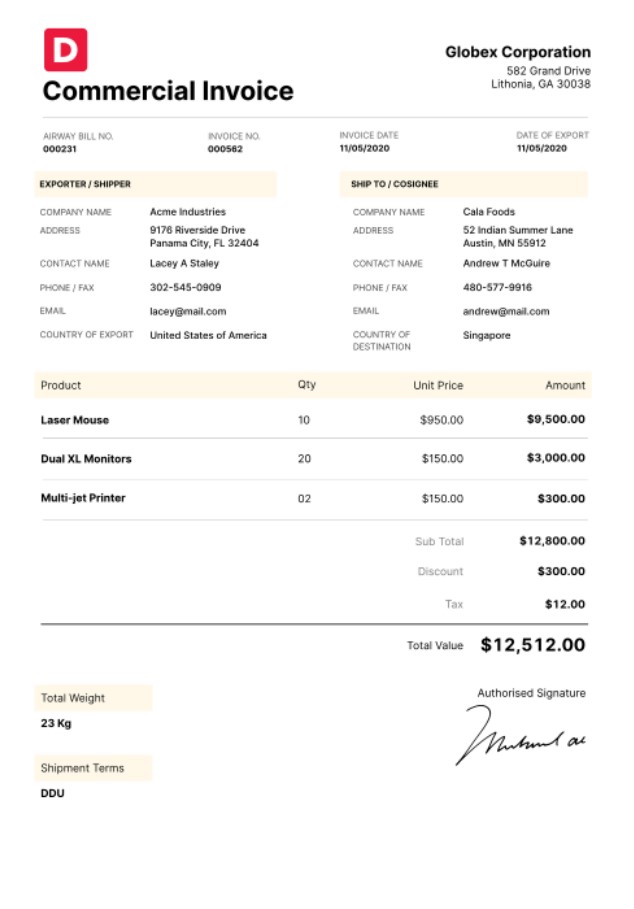 D
Commercial Invoice
Globex Corporation
582 Grand Drive
Lithonia, GA 30038
AIRWAY BILL NO.
000231
INVOICE NO.
000562
INVOICE DATE
11/05/2020
DATE OF EXPORT
11/05/2020
EXPORTER / SHIPPER
COMPANY NAME Acme Industries
ADDRESS 9176 Riverside Drive
Panama City, FL 32404
CONTACT NAME Lacey A Staley
PHONE / FAX 302-545-0909
EMAIL lacey@mail.com
COUNTRY OF EXPORT United States of America
SHIP TO / COSIGNEE
COMPANY NAME Cala Foods
ADDRESS 52 Indian Summer Lane
Austin, MN 55912
CONTACT NAME Andrew T McGuire
PHONE / FAX 480-577-9916
EMAIL andrew@mail.com
COUNTRY OF Singapore
DESTINATION
Product Qty Unit Price Amount
Laser Mouse 10 $950.00 $9,500.00
Dual XL Monitors 20 $150.00 $3,000.00
Multi-jet Printer 02 $150.00 $300.00
Sub Total $12,800.00
Discount $300.00
Tax $12.00
Total Value $12,512.00
Total Weight
23 Kg
Shipment Terms
DDU
Authorised Signature